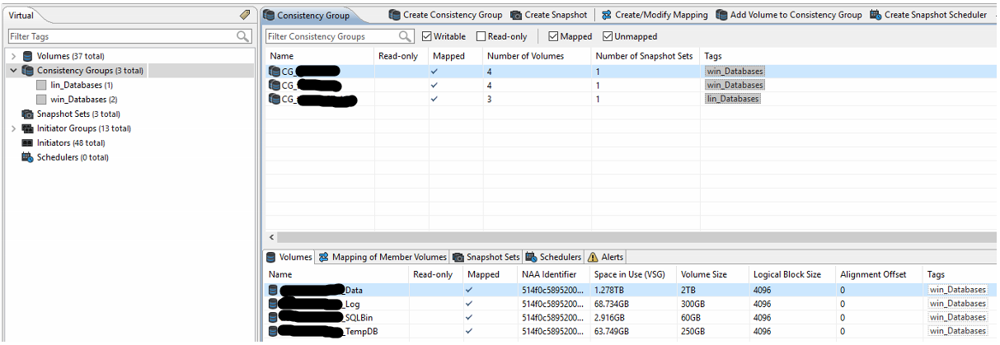 Virtual
Filter Tags
Volumes (37 total)
Consistency Groups (3 total)
lin_Databases (1)
win_Databases (2)
Snapshot Sets (3 total)
Initiator Groups (13 total)
Initiators (48 total)
Schedulers (0 total)
Consistency Group Create Consistency Group Create Snapshot Create/Modify Mapping Add Volume to Consistency Group Create Snapshot Scheduler
Filter Consistency Groups Writable Read-only Mapped Unmapped
Name Read-only Mapped Number of Volumes Number of Snapshot Sets Tags
CG_ 4 1 win_Databases
CG_ 4 1 win_Databases
CG_ 3 1 lin_Databases
Volumes Mapping of Member Volumes Snapshot Sets Schedulers Alerts
Name Read-only Mapped NAA Identifier Space in Use (VSG) Volume Size Logical Block Size Alignment Offset Tags
_Data 514f0c5895200... 1.278TB 2TB 4096 0 win_Databases
_Log 514f0c5895200... 68.734GB 300GB 4096 0 win_Databases
_SQLBin 514f0c5895200... 2.916GB 60GB 4096 0 win_Databases
_TempDB 514f0c5895200... 63.749GB 250GB 4096 0 win_Databases